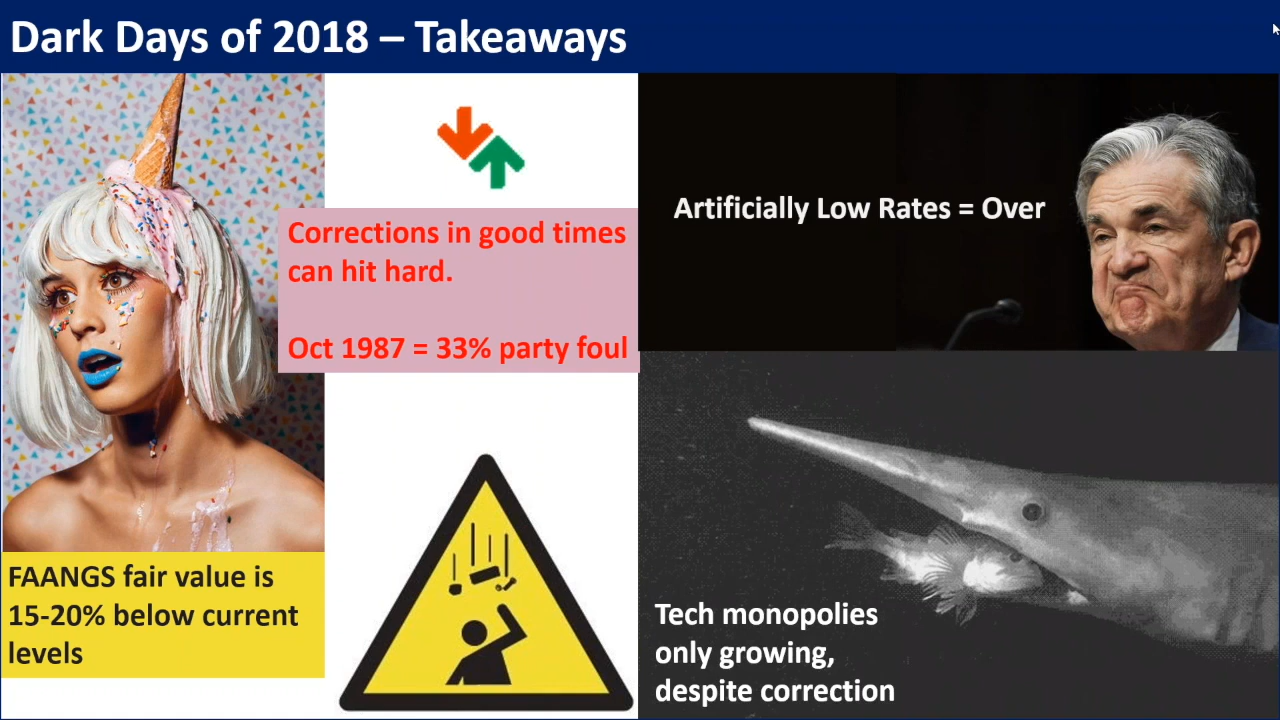 Dark Days of 2018 – Takeaways
Corrections in good times
can hit hard.
Oct 1987 = 33% party foul
Artificially Low Rates = Over
FAANGS fair value is
15-20% below current
levels
Tech monopolies
only growing,
despite correction